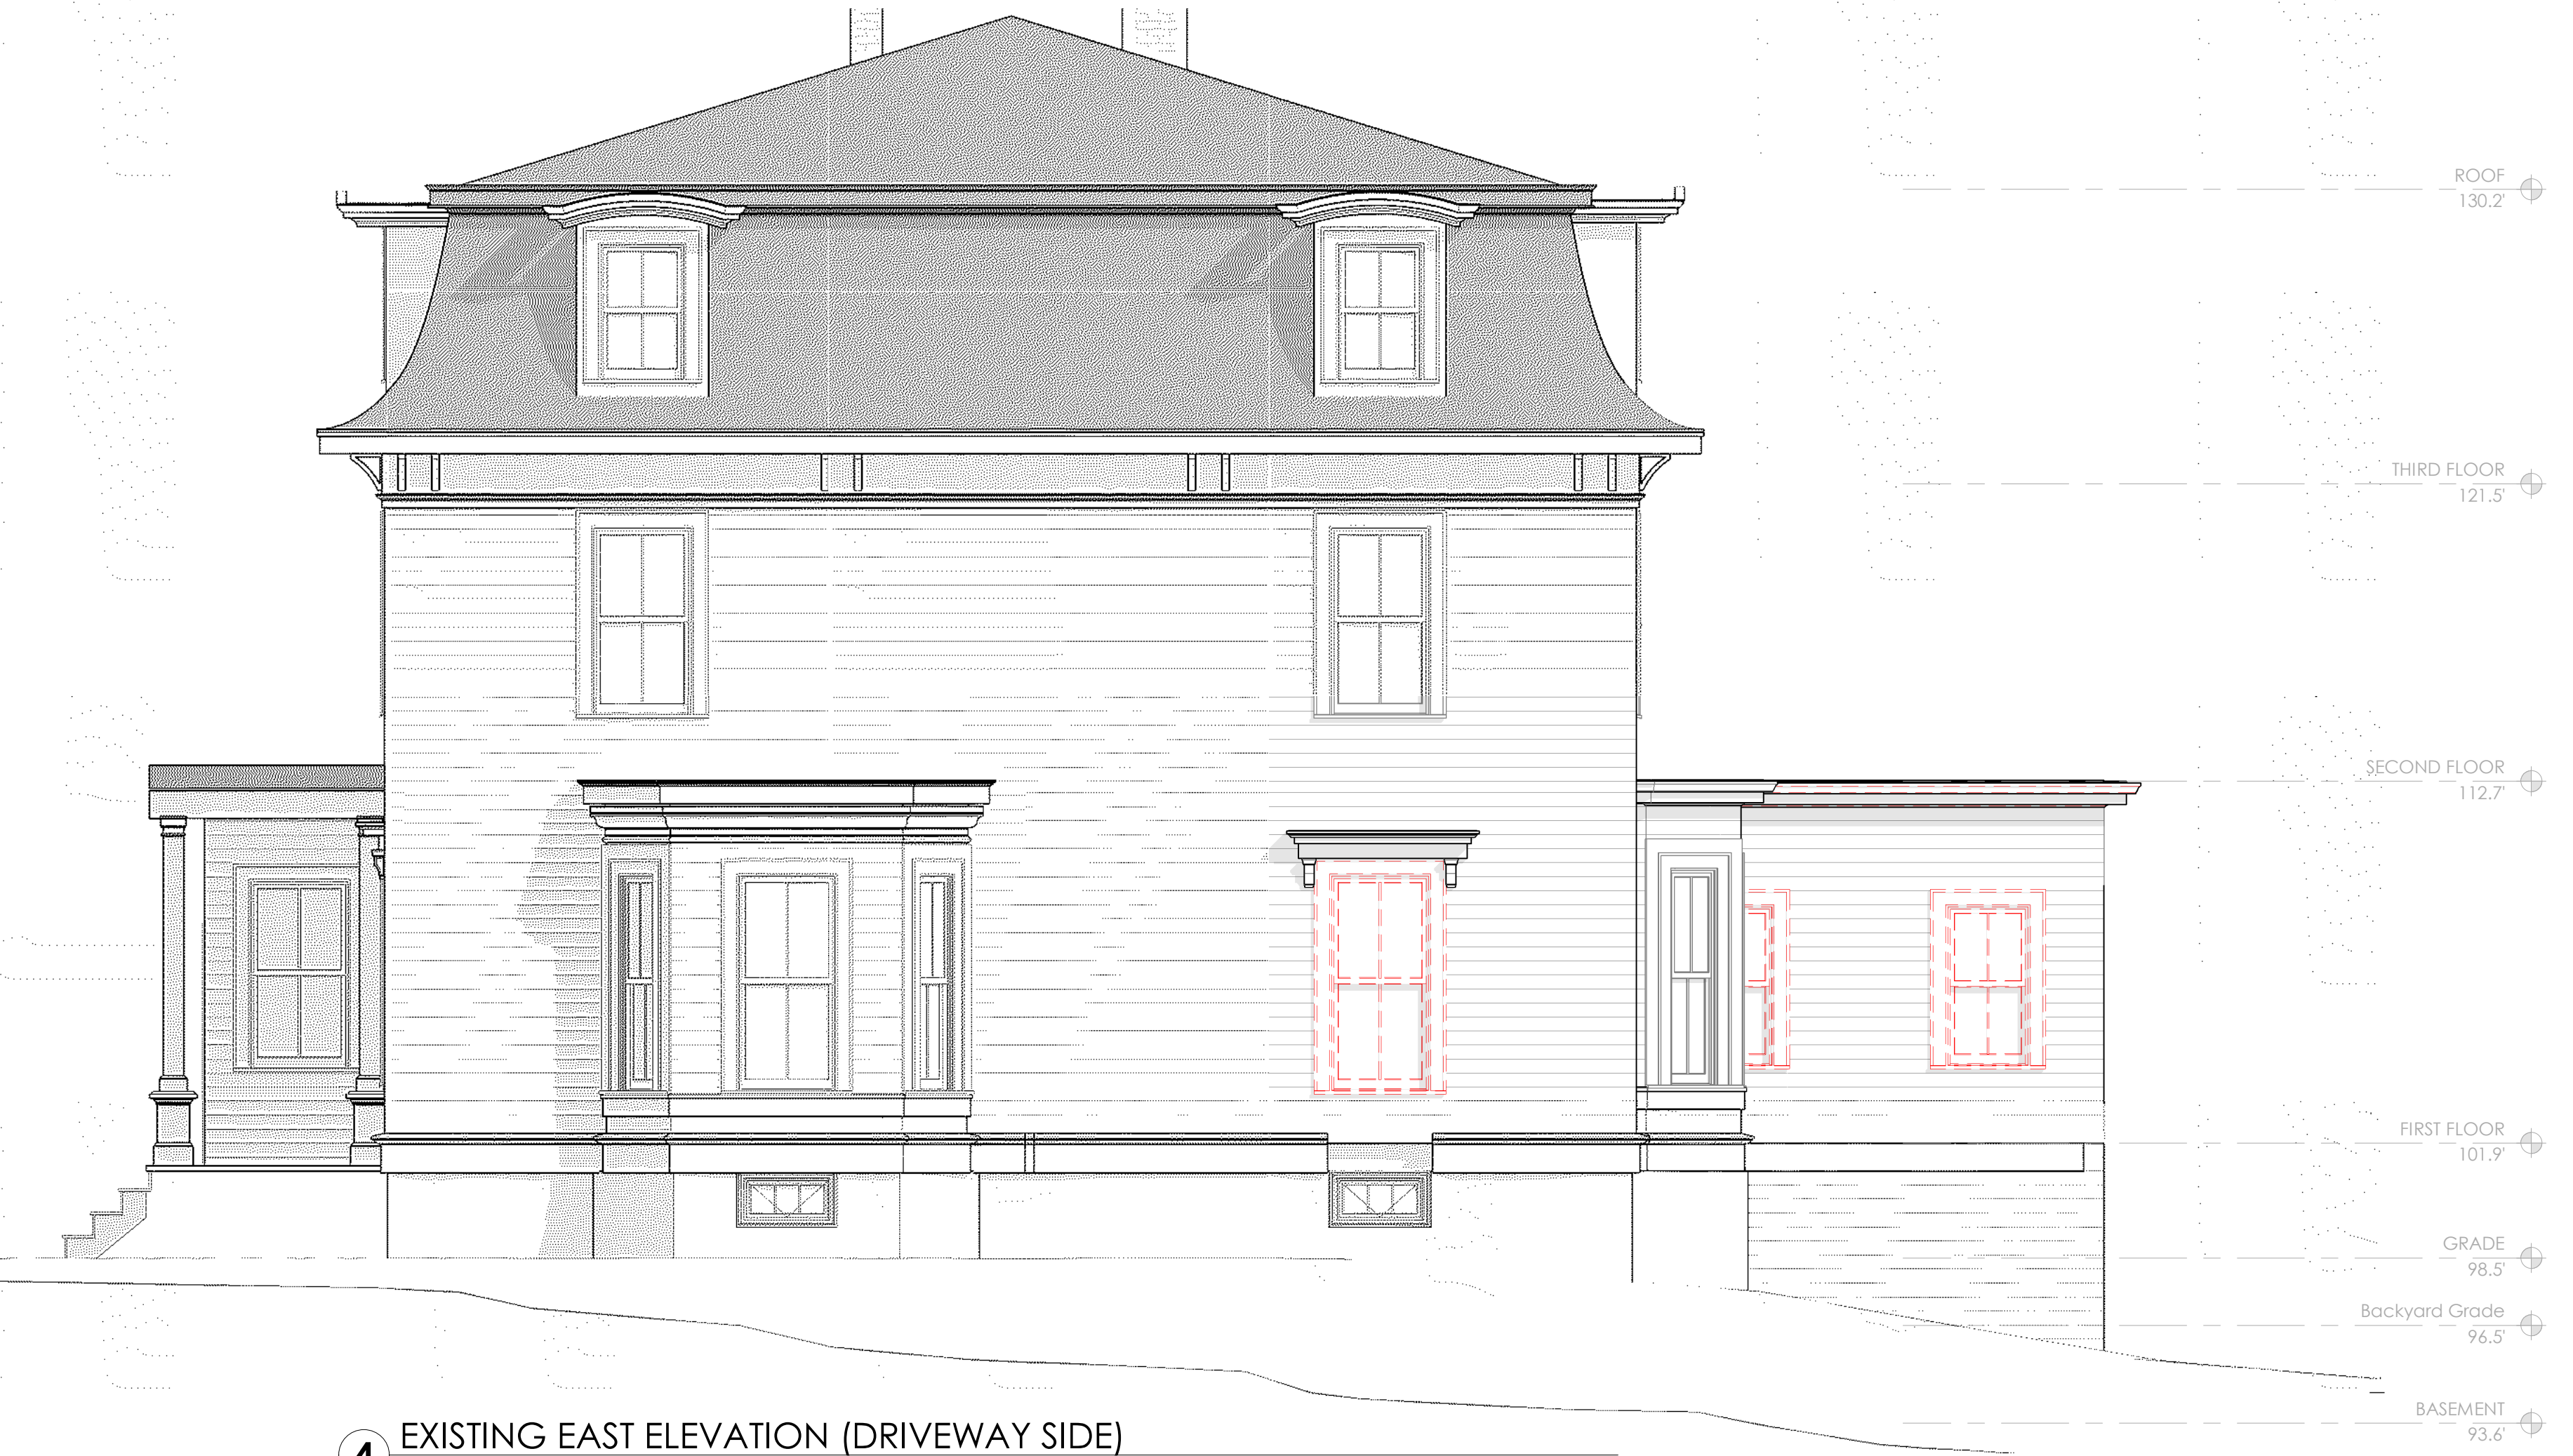 ROOF
130.2'
THIRD FLOOR
121.5'
SECOND FLOOR
112.7'
FIRST FLOOR
101.9'
GRADE
98.5'
Backyard Grade
96.5'
BASEMENT
93.6'
4 EXISTING EAST ELEVATION (DRIVEWAY SIDE)